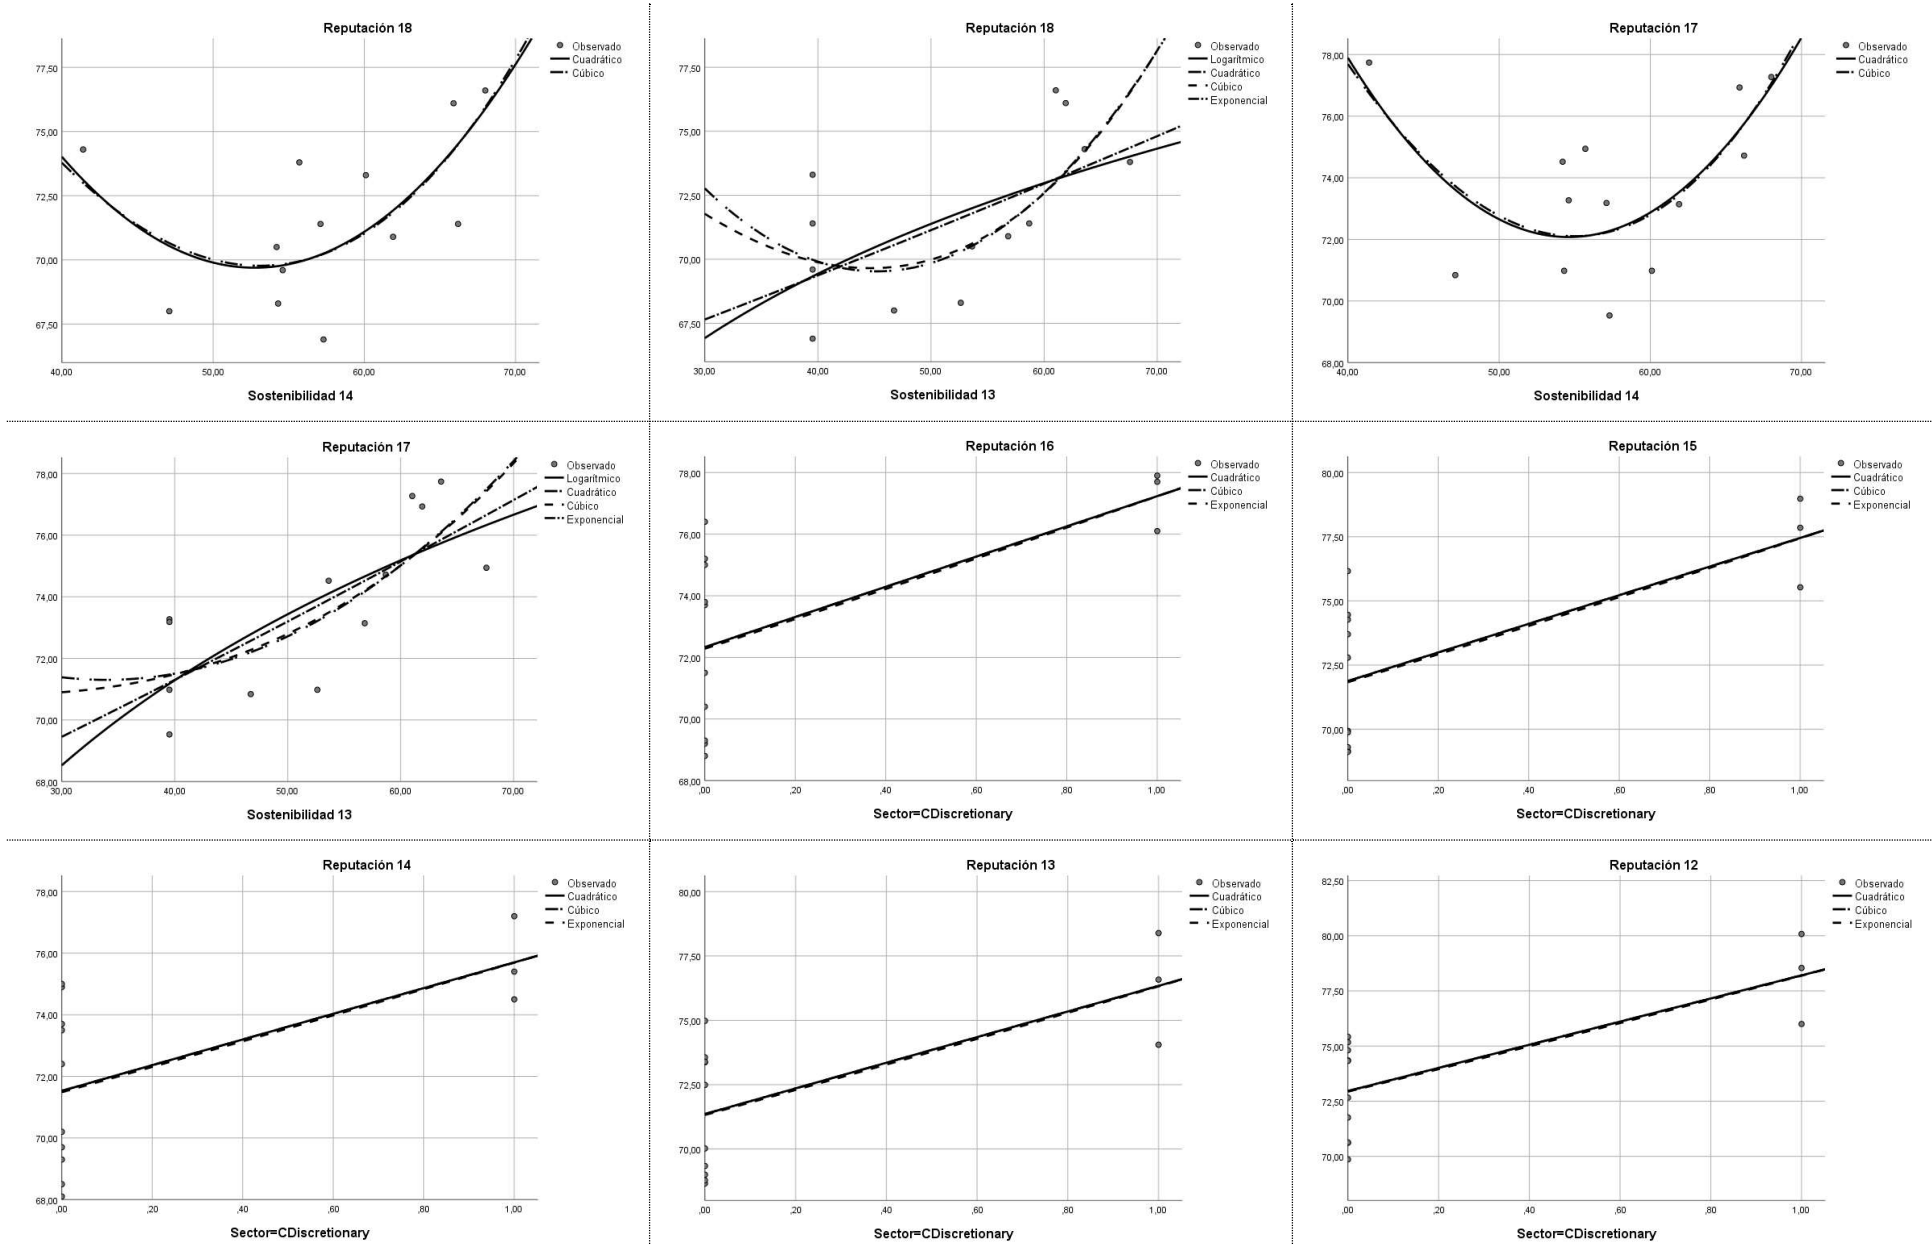 Reputación 18
77,50
75,00
72,50
70,00
67,50
40,00 50,00 60,00 70,00
Sostenibilidad 14
Observado
Cuadrático
Cúbico
Reputación 18
77,50
75,00
72,50
70,00
67,50
30,00 40,00 50,00 60,00 70,00
Sostenibilidad 13
Observado
Logarítmico
Cuadrático
Cúbico
Exponencial
Reputación 17
78,00
76,00
74,00
72,00
70,00
68,00
40,00 50,00 60,00 70,00
Sostenibilidad 14
Observado
Cuadrático
Cúbico
Reputación 17
78,00
76,00
74,00
72,00
70,00
68,00
30,00 40,00 50,00 60,00 70,00
Sostenibilidad 13
Observado
Logarítmico
Cuadrático
Cúbico
Exponencial
Reputación 16
78,00
76,00
74,00
72,00
70,00
68,00
,00 ,20 ,40 ,60 ,80 1,00
Sector=CDiscretionary
Observado
Cuadrático
Cúbico
Exponencial
Reputación 15
80,00
77,50
75,00
72,50
70,00
,00 ,20 ,40 ,60 ,80 1,00
Sector=CDiscretionary
Observado
Cuadrático
Cúbico
Exponencial
Reputación 14
78,00
76,00
74,00
72,00
70,00
68,00
,00 ,20 ,40 ,60 ,80 1,00
Sector=CDiscretionary
Observado
Cuadrático
Cúbico
Exponencial
Reputación 13
80,00
77,50
75,00
72,50
70,00
,00 ,20 ,40 ,60 ,80 1,00
Sector=CDiscretionary
Observado
Cuadrático
Cúbico
Exponencial
Reputación 12
82,50
80,00
77,50
75,00
72,50
70,00
,00 ,20 ,40 ,60 ,80 1,00
Sector=CDiscretionary
Observado
Cuadrático
Cúbico
Exponencial